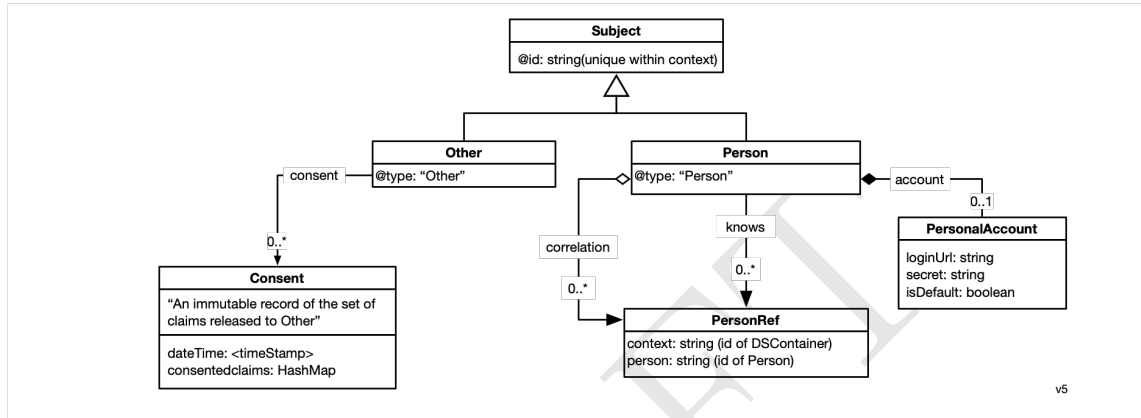 Subject
@id: string(unique within context)
Other
@type: “Other”
Person
@type: “Person”
consent
0..*
account
0..1
knows
0..*
correlation
0..*
PersonalAccount
loginUrl: string
secret: string
isDefault: boolean
Consent
“An immutable record of the set of
claims released to Other”
dateTime: <timeStamp>
consentedclaims: HashMap
PersonRef
context: string (id of DSContainer)
person: string (id of Person)
v5